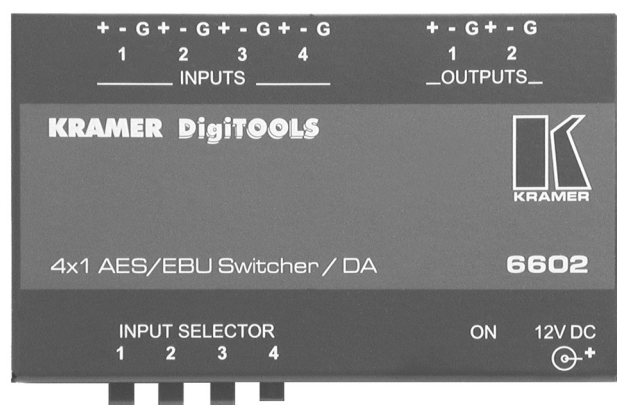 + - G + - G + - G + - G + - G + - G
1 2 3 4 1 2
INPUTS OUTPUTS
KRAMER DigiTOOLS
KRAMER
4x1 AES/EBU Switcher / DA 6602
INPUT SELECTOR ON 12V DC
1 2 3 4 +